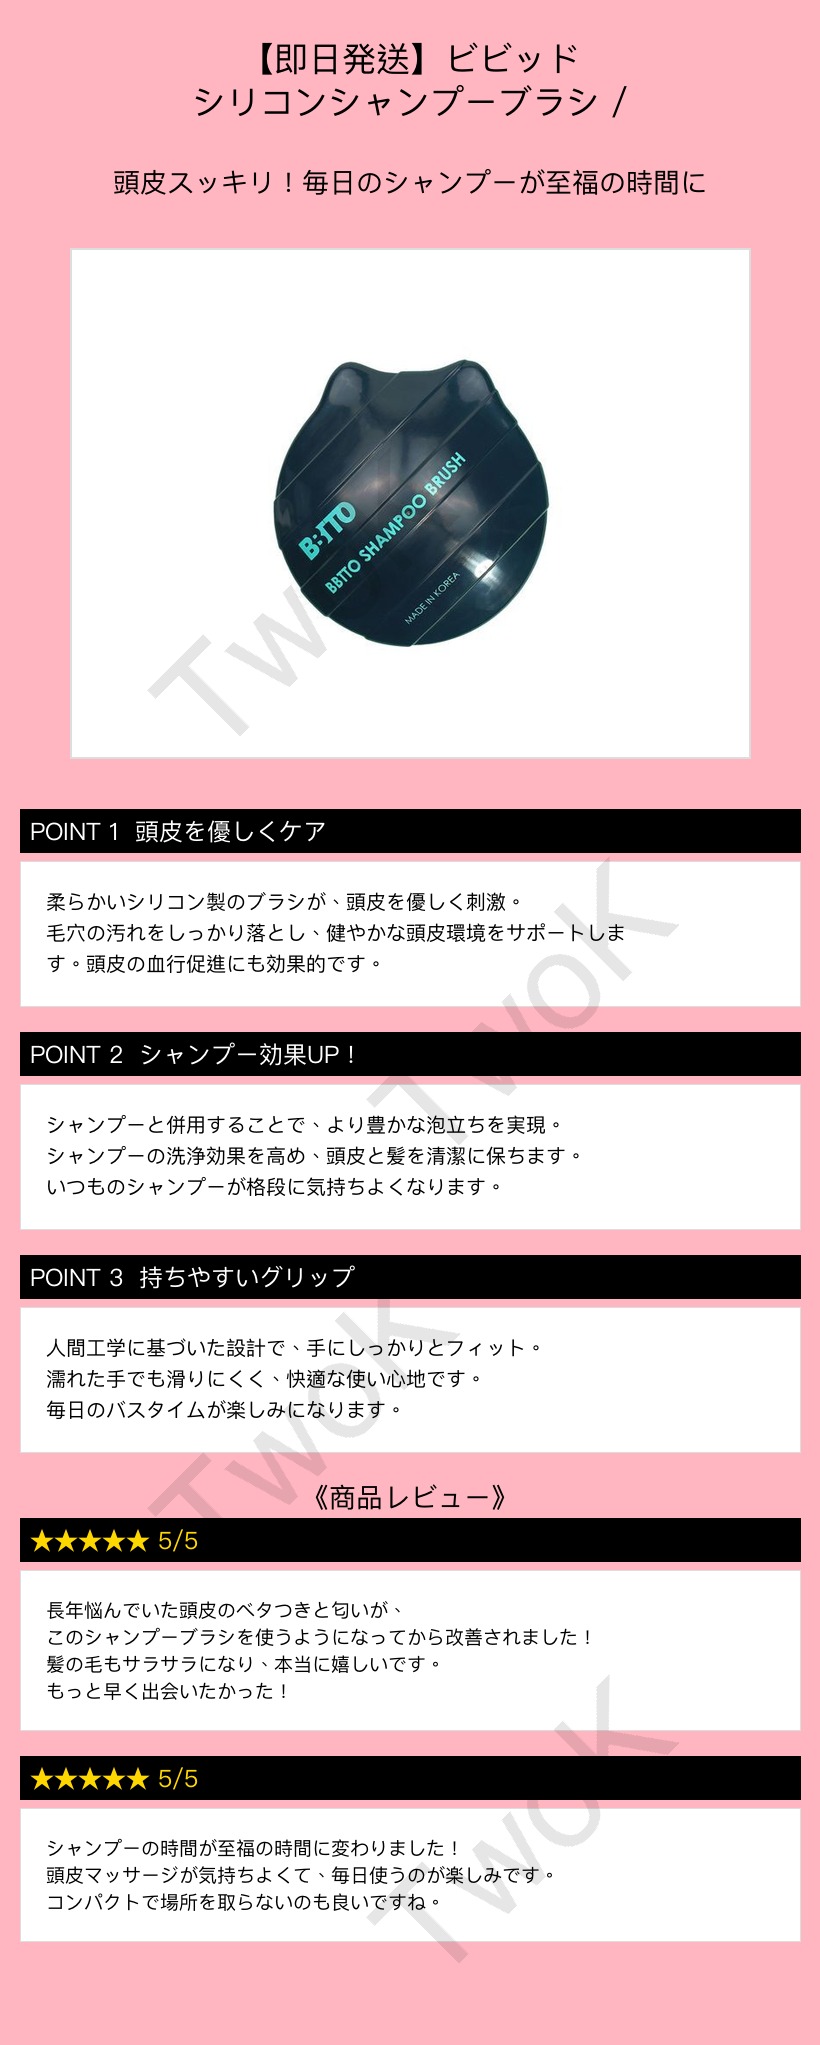 【即日発送】ビビッド
シリコンシャンプーブラシ /
頭皮スッキリ！毎日のシャンプーが至福の時間に
B:TTO
BBTTO SHAMPOO BRUSH
MADE IN KOREA
TwoK
POINT 1 頭皮を優しくケア
柔らかいシリコン製のブラシが、頭皮を優しく刺激。
毛穴の汚れをしっかり落とし、健やかな頭皮環境をサポートしま
す。頭皮の血行促進にも効果的です。
TwoK
POINT 2 シャンプー効果UP！
シャンプーと併用することで、より豊かな泡立ちを実現。
シャンプーの洗浄効果を高め、頭皮と髪を清潔に保ちます。
いつものシャンプーが格段に気持ちよくなります。
POINT 3 持ちやすいグリップ
人間工学に基づいた設計で、手にしっかりとフィット。
濡れた手でも滑りにくく、快適な使い心地です。
毎日のバスタイムが楽しみになります。
TwoK
《商品レビュー》
★★★★★ 5/5
長年悩んでいた頭皮のベタつきと匂いが、
このシャンプーブラシを使うようになってから改善されました！
髪の毛もサラサラになり、本当に嬉しいです。
もっと早く出会いたかった！
★★★★★ 5/5
シャンプーの時間が至福の時間に変わりました！
頭皮マッサージが気持ちよくて、毎日使うのが楽しみです。
コンパクトで場所を取らないのも良いですね。
TwoK